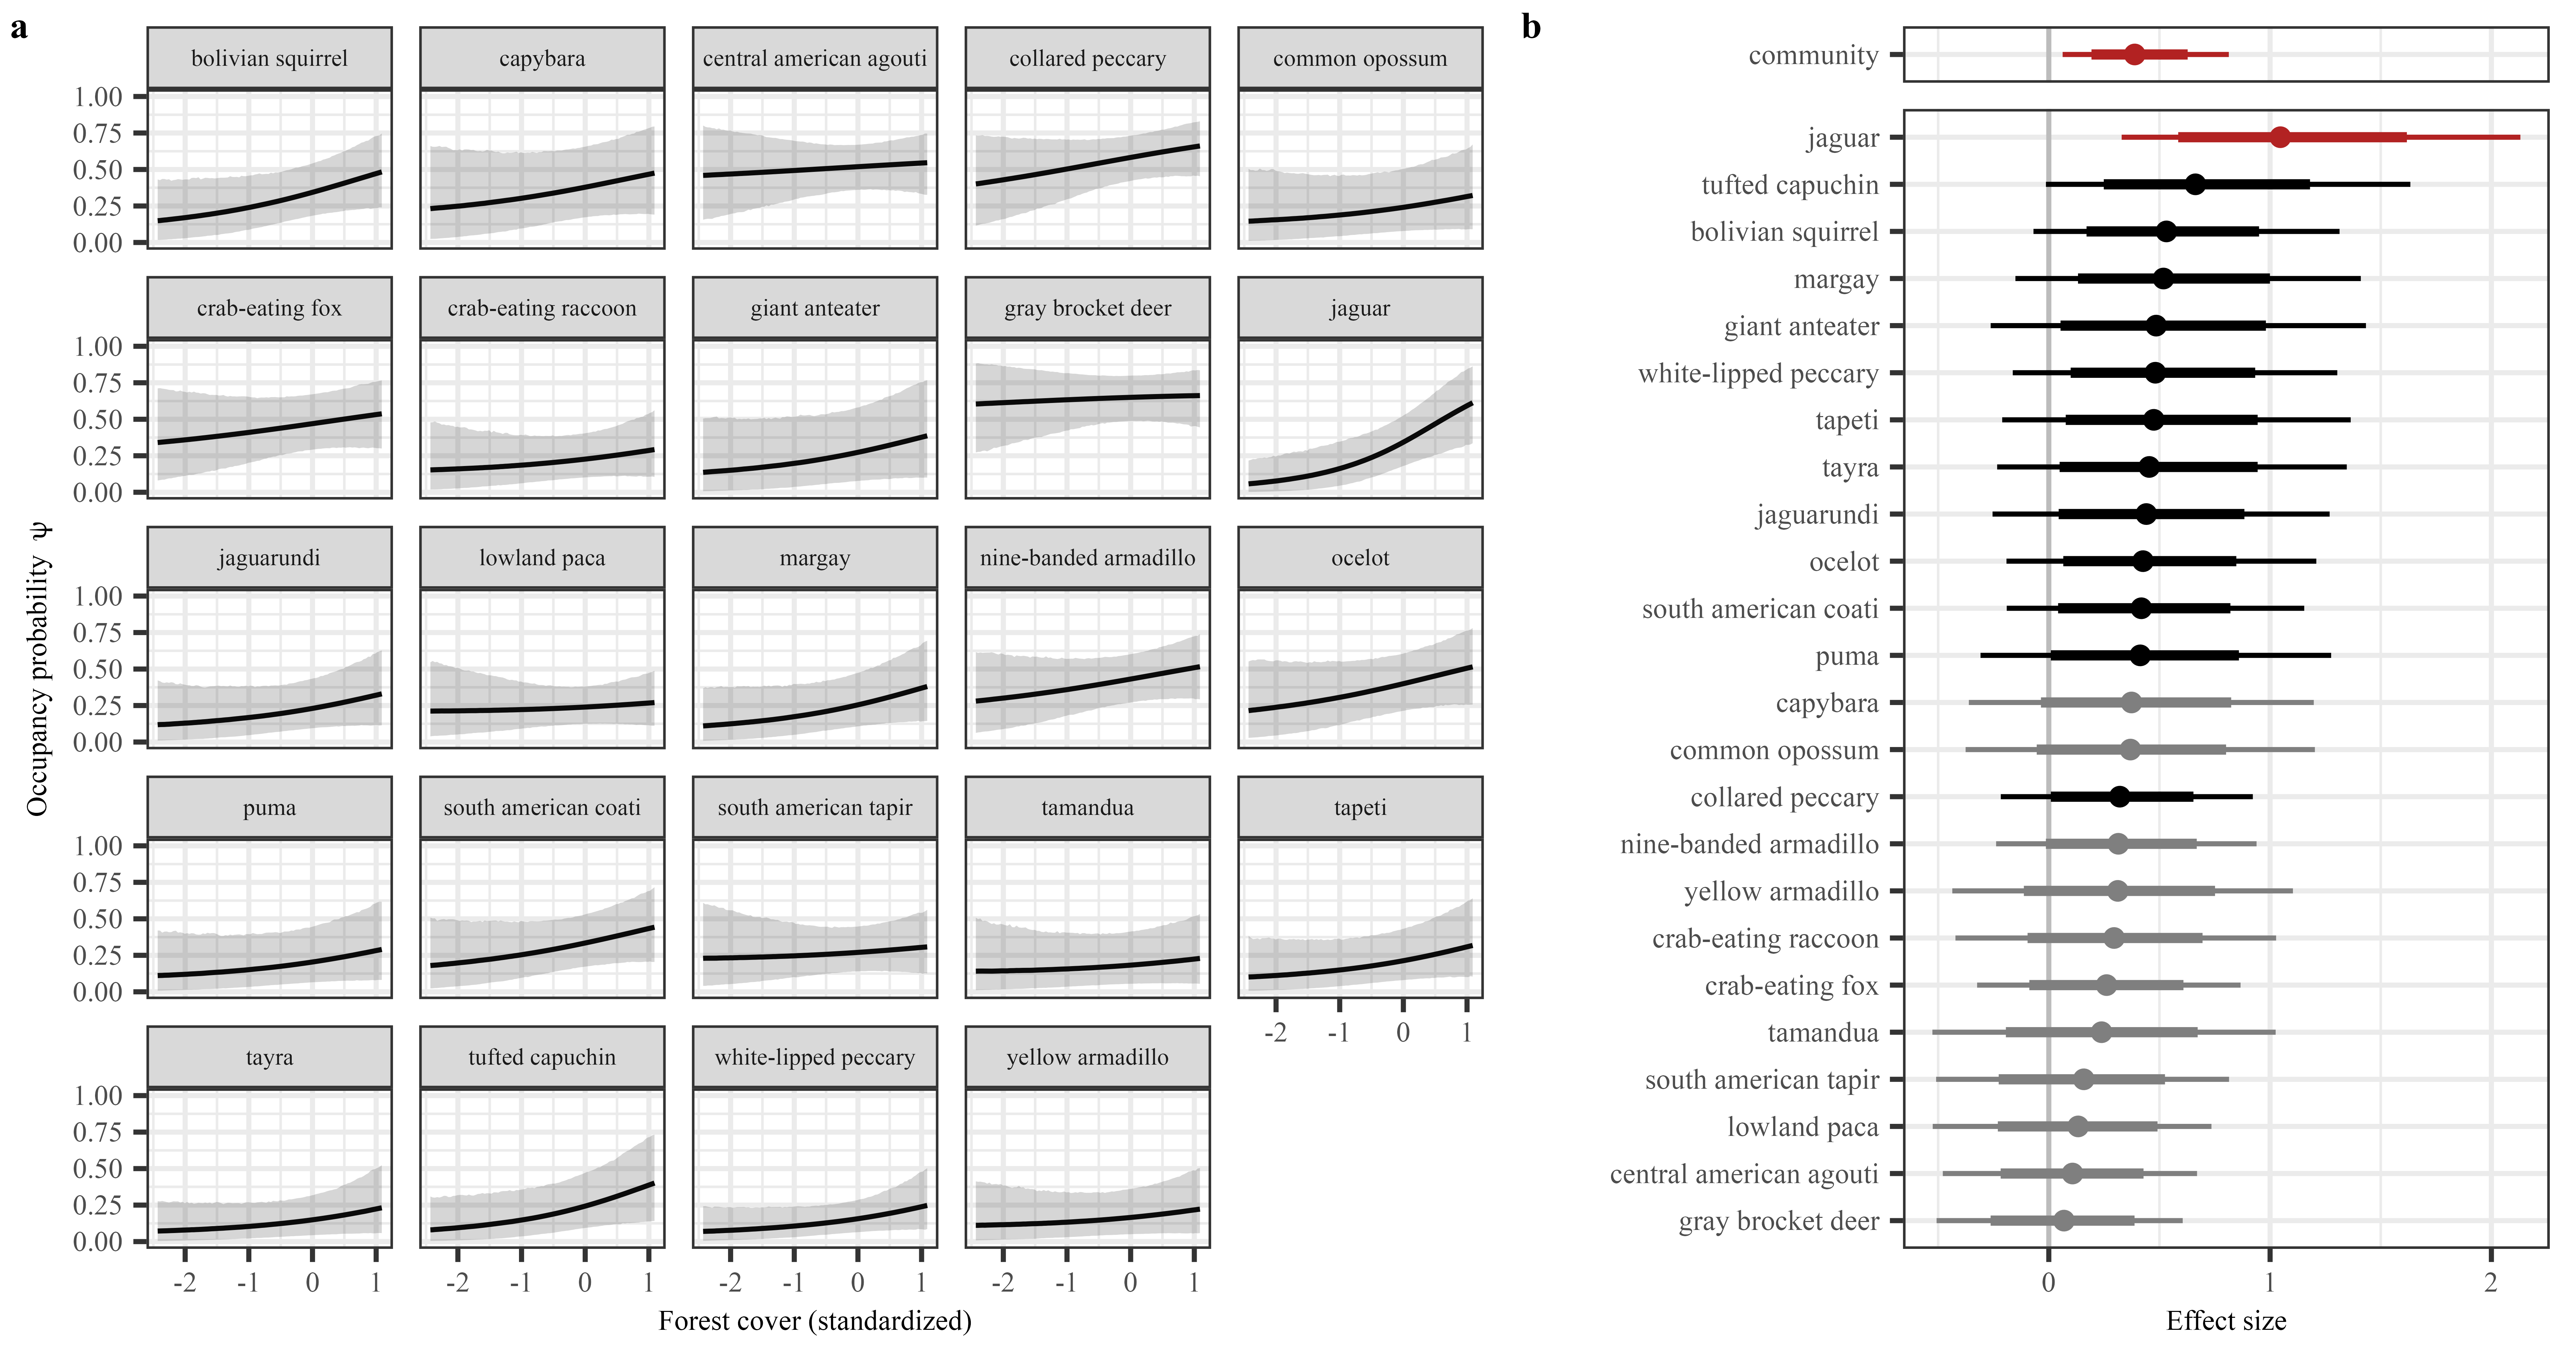 a
bolivian squirrel
capybara
central american agouti
collared peccary
common opossum
1.00
0.75
0.50
0.25
0.00
crab-eating fox
crab-eating raccoon
giant anteater
gray brocket deer
jaguar
1.00
0.75
0.50
0.25
0.00
jaguarundi
lowland paca
margay
nine-banded armadillo
ocelot
1.00
0.75
0.50
0.25
0.00
puma
south american coati
south american tapir
tamandua
tapeti
1.00
0.75
0.50
0.25
0.00
-2 -1 0 1
tayra
tufted capuchin
white-lipped peccary
yellow armadillo
1.00
0.75
0.50
0.25
0.00
-2 -1 0 1
-2 -1 0 1
-2 -1 0 1
-2 -1 0 1
Occupancy probability ψ
Forest cover (standardized)
b
community
jaguar
tufted capuchin
bolivian squirrel
margay
giant anteater
white-lipped peccary
tapeti
tayra
jaguarundi
ocelot
south american coati
puma
capybara
common opossum
collared peccary
nine-banded armadillo
yellow armadillo
crab-eating raccoon
crab-eating fox
tamandua
south american tapir
lowland paca
central american agouti
gray brocket deer
0 1 2
Effect size